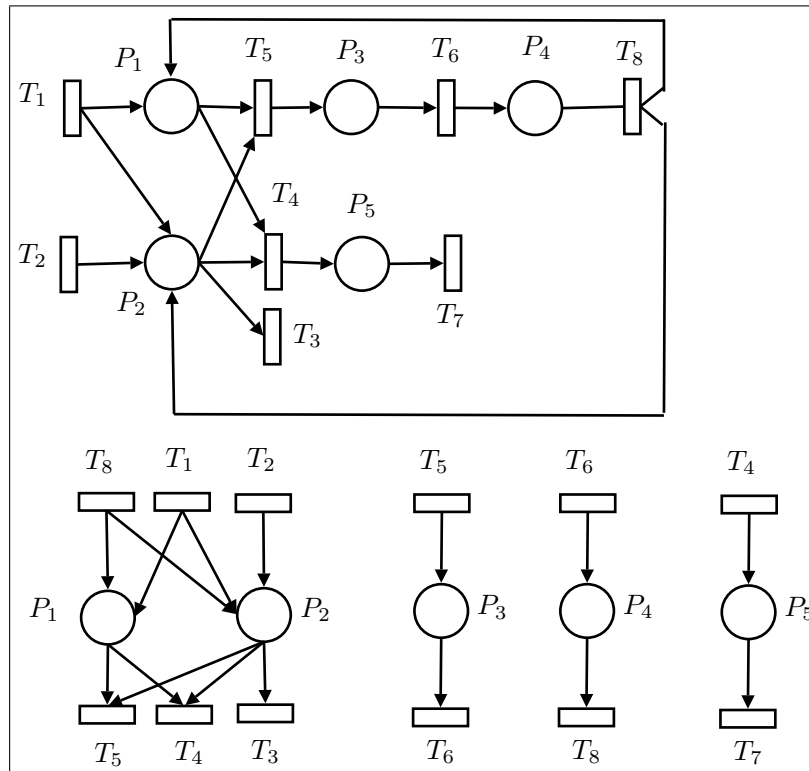 P₁ T₅ P₃ T₆ P₄ T₈
T₁
T₄ P₅
T₂
P₂ T₃ T₇
T₈ T₁ T₂ T₅ T₆ T₄
P₁ P₂ P₃ P₄ P₅
T₅ T₄ T₃ T₆ T₈ T₇